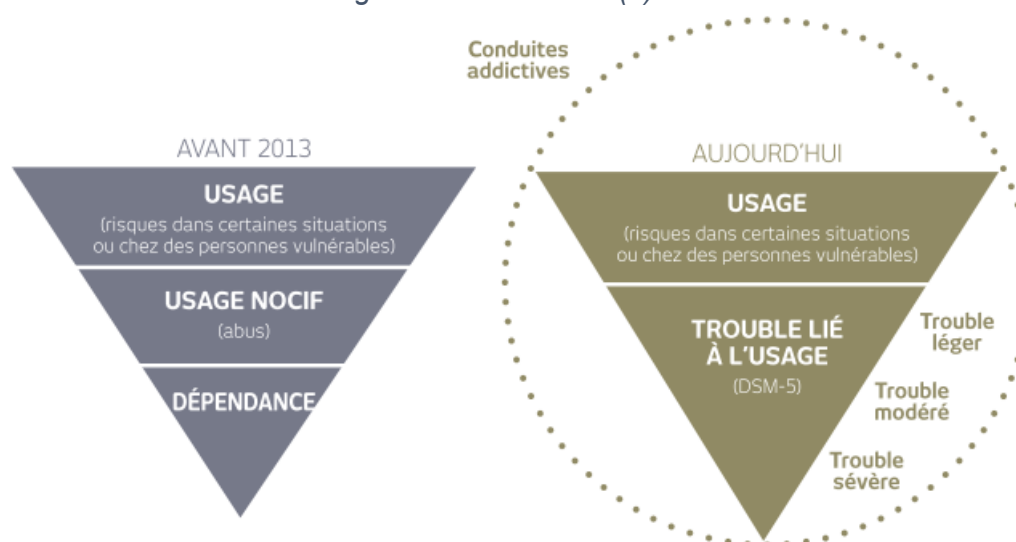 Conduites
addictives
AVANT 2013
USAGE
(risques dans certaines situations
ou chez des personnes vulnérables)
USAGE NOCIF
(abus)
DÉPENDANCE
AUJOURD'HUI
USAGE
(risques dans certaines situations
ou chez des personnes vulnérables)
TROUBLE LIÉ
À L'USAGE
(DSM-5)
Trouble
léger
Trouble
modéré
Trouble
sévère